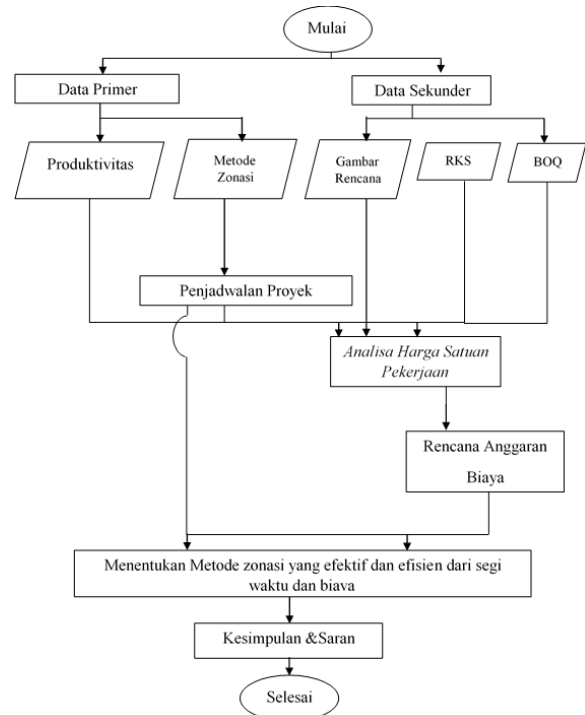 Mulai
Data Primer
Data Sekunder
Produktivitas
Metode
Zonasi
Gambar
Rencana
RKS
BOQ
Penjadwalan Proyek
Analisa Harga Satuan
Pekerjaan
Rencana Anggaran
Biaya
Menentukan Metode zonasi yang efektif dan efisien dari segi
waktu dan biava
Kesimpulan &Saran
Selesai